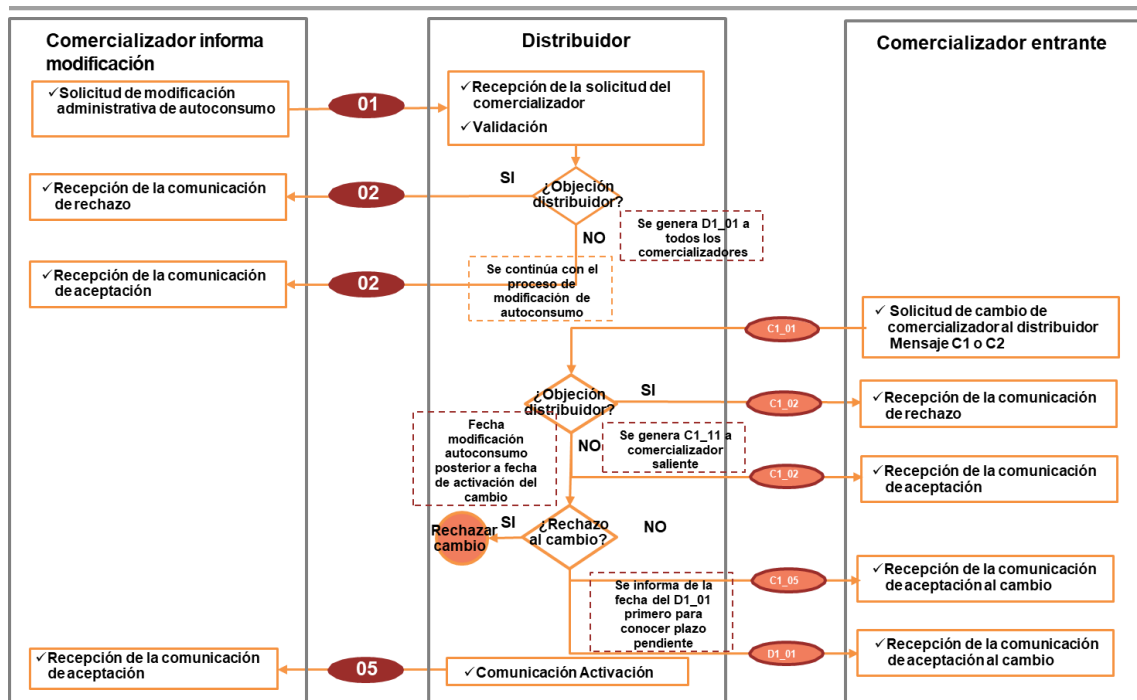 Comercializador informa
modificación
Distribuidor
Comercializador entrante
✓Solicitud de modificación
administrativa de autoconsumo
01
✓Recepción de la solicitud del
comercializador
✓Validación
✓Recepción de la comunicación
de rechazo
02
SI
¿Objeción
distribuidor?
NO
Se genera D1_01 a
todos los
comercializadores
✓Recepción de la comunicación
de aceptación
02
Se continúa con el
proceso de
modificación de
autoconsumo
C1_01
✓ Solicitud de cambio de
comercializador al distribuidor
Mensaje C1 o C2
¿Objeción
distribuidor?
SI
C1_02
✓Recepción de la comunicación
de rechazo
Fecha
modificación
autoconsumo
posterior a fecha
de activación del
cambio
NO
Se genera C1_11 a
comercializador
saliente
C1_02
✓Recepción de la comunicación
de aceptación
Rechazar
cambio
SI
¿Rechazo
al cambio?
NO
Se informa de la
fecha del D1_01
primero para
conocer plazo
pendiente
C1_05
✓Recepción de la comunicación
de aceptación al cambio
D1_01
✓Recepción de la comunicación
de aceptación al cambio
✓Recepción de la comunicación
de aceptación
05
✓Comunicación Activación